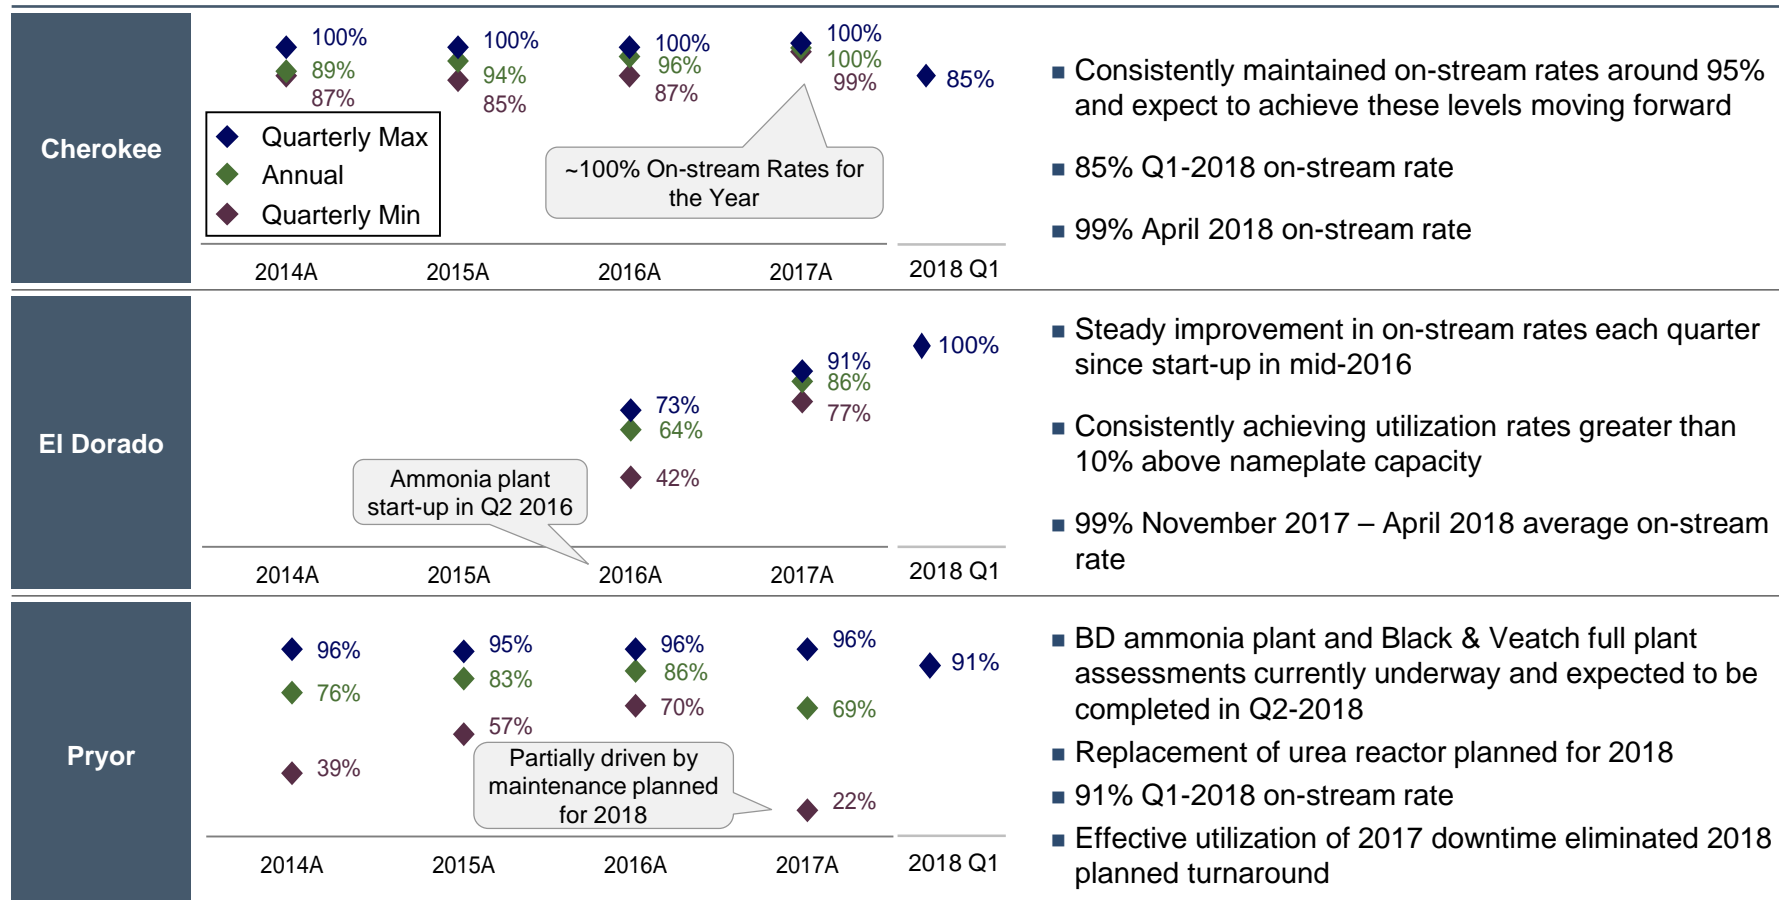 Cherokee
100%
89%
87%
100%
94%
85%
100%
96%
87%
100%
100%
99%
85%
Quarterly Max
Annual
Quarterly Min
~100% On-stream Rates for
the Year
2014A
2015A
2016A
2017A
2018 Q1
■ Consistently maintained on-stream rates around 95%
and expect to achieve these levels moving forward
■ 85% Q1-2018 on-stream rate
■ 99% April 2018 on-stream rate
El Dorado
73%
64%
42%
91%
86%
77%
100%
Ammonia plant
start-up in Q2 2016
2014A
2015A
2016A
2017A
2018 Q1
■ Steady improvement in on-stream rates each quarter
since start-up in mid-2016
■ Consistently achieving utilization rates greater than
10% above nameplate capacity
■ 99% November 2017 – April 2018 average on-stream
rate
Pryor
96%
76%
39%
95%
83%
57%
96%
86%
70%
96%
69%
22%
91%
Partially driven by
maintenance planned
for 2018
2014A
2015A
2016A
2017A
2018 Q1
■ BD ammonia plant and Black & Veatch full plant
assessments currently underway and expected to be
completed in Q2-2018
■ Replacement of urea reactor planned for 2018
■ 91% Q1-2018 on-stream rate
■ Effective utilization of 2017 downtime eliminated 2018
planned turnaround